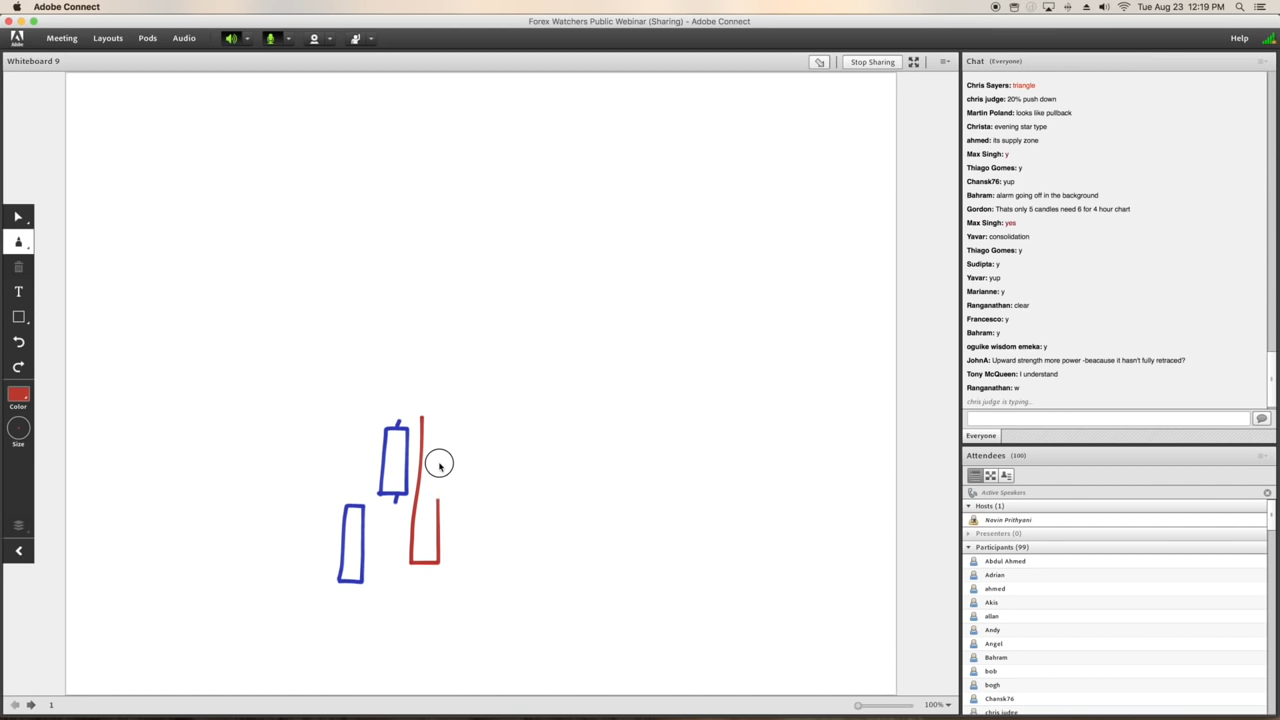 Adobe Connect
Tue Aug 23 12:19 PM
Forex Watchers Public Webinar (Sharing) - Adobe Connect
Adobe
Meeting Layouts Pods Audio Help
Whiteboard 9
Stop Sharing
T
Color
Size
1
100%
Chat (Everyone)
Chris Sayers: triangle
chris judge: 20% push down
Martin Poland: looks like pullback
Christa: evening star type
ahmed: its supply zone
Max Singh: y
Thiago Gomes: y
Chansk76: yup
Bahram: alarm going off in the background
Gordon: Thats only 5 candles need 6 for 4 hour chart
Max Singh: yes
Yavar: consolidation
Thiago Gomes: y
Sudipta: y
Yavar: yup
Marianne: y
Ranganathan: clear
Francesco: y
Bahram: y
oguike wisdom emeka: y
JohnA: Upward strength more power -beacause it hasn't fully retraced?
Tony McQueen: I understand
Ranganathan: w
chris judge is typing...
Everyone
Attendees (100)
Active Speakers
Hosts (1)
Navin Prithyani
Presenters (0)
Participants (99)
Abdul Ahmed
Adrian
ahmed
Akis
allan
Andy
Angel
Bahram
bob
bogh
Chansk76
chris judge